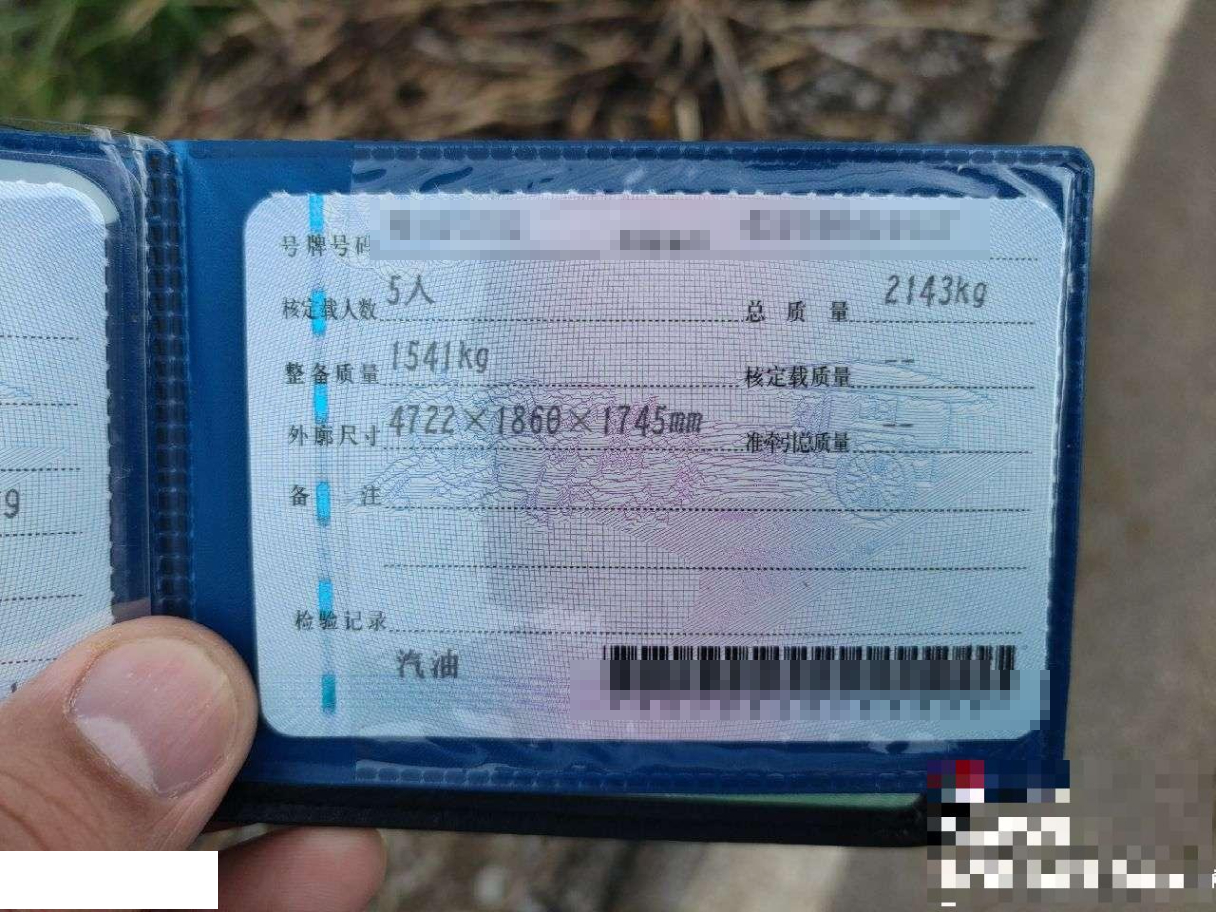 号牌号码
核定载人数 5人 总质量 2143kg
整备质量 1541kg 核定载质量 --
外廓尺寸 4722×1860×1745mm 准牵引总质量 --
备注
检验记录
汽油
g